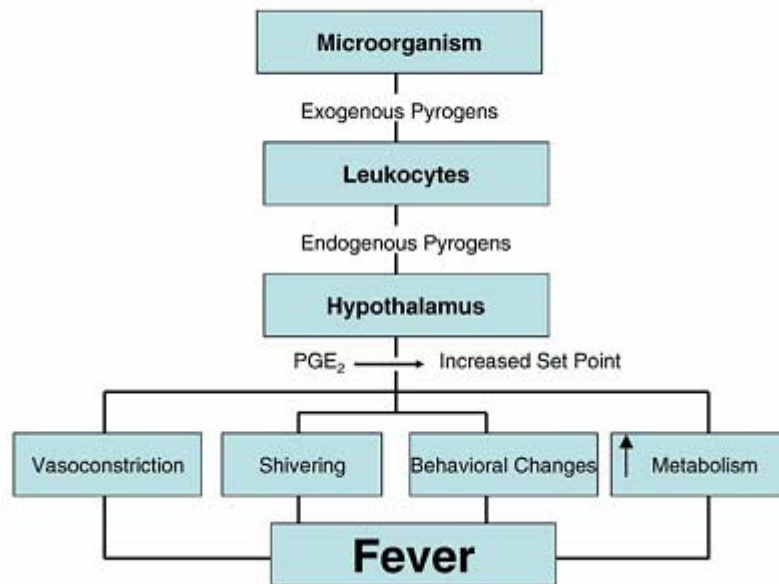 Microorganism
Exogenous Pyrogens
Leukocytes
Endogenous Pyrogens
Hypothalamus
PGE₂ Increased Set Point
Vasoconstriction
Shivering
Behavioral Changes
Metabolism
Fever